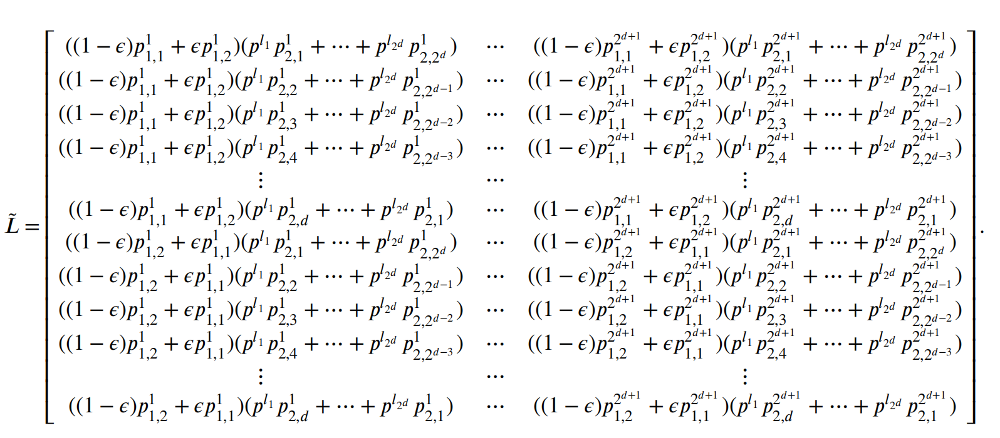 ((1 − ϵ)p^1_{1,1} + ϵp^1_{1,2})(p^{l_1} p^1_{2,1} + ⋯ + p^{l_{2^d}} p^1_{2,2^d}) ⋯ ((1 − ϵ)p^{2^{d+1}}_{1,1} + ϵp^{2^{d+1}}_{1,2})(p^{l_1} p^{2^{d+1}}_{2,1} + ⋯ + p^{l_{2^d}} p^{2^{d+1}}_{2,2^d})
((1 − ϵ)p^1_{1,1} + ϵp^1_{1,2})(p^{l_1} p^1_{2,2} + ⋯ + p^{l_{2^d}} p^1_{2,2^{d−1}}) ⋯ ((1 − ϵ)p^{2^{d+1}}_{1,1} + ϵp^{2^{d+1}}_{1,2})(p^{l_1} p^{2^{d+1}}_{2,2} + ⋯ + p^{l_{2^d}} p^{2^{d+1}}_{2,2^{d−1}})
((1 − ϵ)p^1_{1,1} + ϵp^1_{1,2})(p^{l_1} p^1_{2,3} + ⋯ + p^{l_{2^d}} p^1_{2,2^{d−2}}) ⋯ ((1 − ϵ)p^{2^{d+1}}_{1,1} + ϵp^{2^{d+1}}_{1,2})(p^{l_1} p^{2^{d+1}}_{2,3} + ⋯ + p^{l_{2^d}} p^{2^{d+1}}_{2,2^{d−2}})
((1 − ϵ)p^1_{1,1} + ϵp^1_{1,2})(p^{l_1} p^1_{2,4} + ⋯ + p^{l_{2^d}} p^1_{2,2^{d−3}}) ⋯ ((1 − ϵ)p^{2^{d+1}}_{1,1} + ϵp^{2^{d+1}}_{1,2})(p^{l_1} p^{2^{d+1}}_{2,4} + ⋯ + p^{l_{2^d}} p^{2^{d+1}}_{2,2^{d−3}})
⋮ ⋯ ⋮
((1 − ϵ)p^1_{1,1} + ϵp^1_{1,2})(p^{l_1} p^1_{2,d} + ⋯ + p^{l_{2^d}} p^1_{2,1}) ⋯ ((1 − ϵ)p^{2^{d+1}}_{1,1} + ϵp^{2^{d+1}}_{1,2})(p^{l_1} p^{2^{d+1}}_{2,d} + ⋯ + p^{l_{2^d}} p^{2^{d+1}}_{2,1})
L̃ = .
((1 − ϵ)p^1_{1,2} + ϵp^1_{1,1})(p^{l_1} p^1_{2,1} + ⋯ + p^{l_{2^d}} p^1_{2,2^d}) ⋯ ((1 − ϵ)p^{2^{d+1}}_{1,2} + ϵp^{2^{d+1}}_{1,1})(p^{l_1} p^{2^{d+1}}_{2,1} + ⋯ + p^{l_{2^d}} p^{2^{d+1}}_{2,2^d})
((1 − ϵ)p^1_{1,2} + ϵp^1_{1,1})(p^{l_1} p^1_{2,2} + ⋯ + p^{l_{2^d}} p^1_{2,2^{d−1}}) ⋯ ((1 − ϵ)p^{2^{d+1}}_{1,2} + ϵp^{2^{d+1}}_{1,1})(p^{l_1} p^{2^{d+1}}_{2,2} + ⋯ + p^{l_{2^d}} p^{2^{d+1}}_{2,2^{d−1}})
((1 − ϵ)p^1_{1,2} + ϵp^1_{1,1})(p^{l_1} p^1_{2,3} + ⋯ + p^{l_{2^d}} p^1_{2,2^{d−2}}) ⋯ ((1 − ϵ)p^{2^{d+1}}_{1,2} + ϵp^{2^{d+1}}_{1,1})(p^{l_1} p^{2^{d+1}}_{2,3} + ⋯ + p^{l_{2^d}} p^{2^{d+1}}_{2,2^{d−2}})
((1 − ϵ)p^1_{1,2} + ϵp^1_{1,1})(p^{l_1} p^1_{2,4} + ⋯ + p^{l_{2^d}} p^1_{2,2^{d−3}}) ⋯ ((1 − ϵ)p^{2^{d+1}}_{1,2} + ϵp^{2^{d+1}}_{1,1})(p^{l_1} p^{2^{d+1}}_{2,4} + ⋯ + p^{l_{2^d}} p^{2^{d+1}}_{2,2^{d−3}})
⋮ ⋯ ⋮
((1 − ϵ)p^1_{1,2} + ϵp^1_{1,1})(p^{l_1} p^1_{2,d} + ⋯ + p^{l_{2^d}} p^1_{2,1}) ⋯ ((1 − ϵ)p^{2^{d+1}}_{1,2} + ϵp^{2^{d+1}}_{1,1})(p^{l_1} p^{2^{d+1}}_{2,d} + ⋯ + p^{l_{2^d}} p^{2^{d+1}}_{2,1})